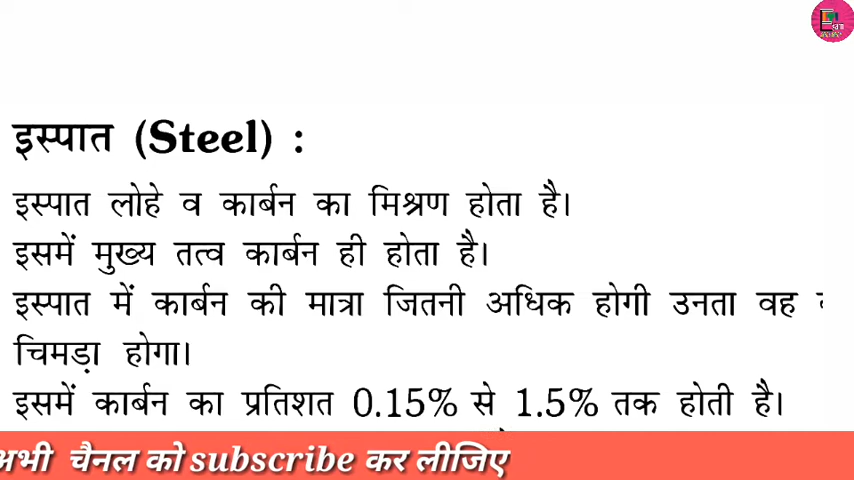 इस्पात (Steel) :
इस्पात लोहे व कार्बन का मिश्रण होता है।
इसमें मुख्य तत्व कार्बन ही होता है।
इस्पात में कार्बन की मात्रा जितनी अधिक होगी उनता वह
चिमड़ा होगा।
इसमें कार्बन का प्रतिशत 0.15% से 1.5% तक होती है।
अभी चैनल को subscribe कर लीजिए